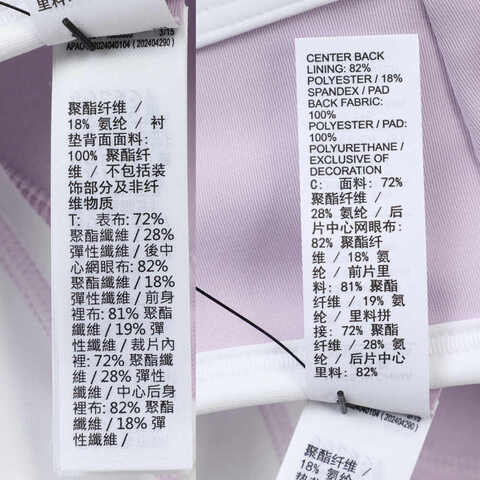 里料
3/15
APAC / 2024040104 ( 202404290 )
聚酯纤维 /
18% 氨纶 / 衬
垫背面面料:
100% 聚酯纤
维 / 不包括装
饰部分及非纤
维物质
T: 表布: 72%
聚酯纖維 / 28%
彈性纖維 / 後中
心網眼布: 82%
聚酯纖維 / 18%
彈性纖維 / 前身
裡布: 81% 聚酯
纖維 / 19% 彈
性纖維 / 裁片內
裡: 72% 聚酯纖
維 / 28% 彈性
纖維 / 中心后身
裡布: 82% 聚酯
纖維 / 18% 彈
性纖維 /
CENTER BACK
LINING: 82%
POLYESTER / 18%
SPANDEX / PAD
BACK FABRIC:
100%
POLYESTER / PAD:
100%
POLYURETHANE /
EXCLUSIVE OF
DECORATION
C: 面料: 72%
聚酯纤维 /
28% 氨纶 / 后
片中心网眼布:
82% 聚酯纤
维 / 18% 氨
纶 / 前片里
料: 81% 聚酯
纤维 / 19% 氨
纶 / 里料拼
接: 72% 聚酯
纤维 / 28% 氨
纶 / 后片中心
里料: 82%
2024040104 ( 202404290 )
聚酯纤维 /
18% 氨纶 / 衬